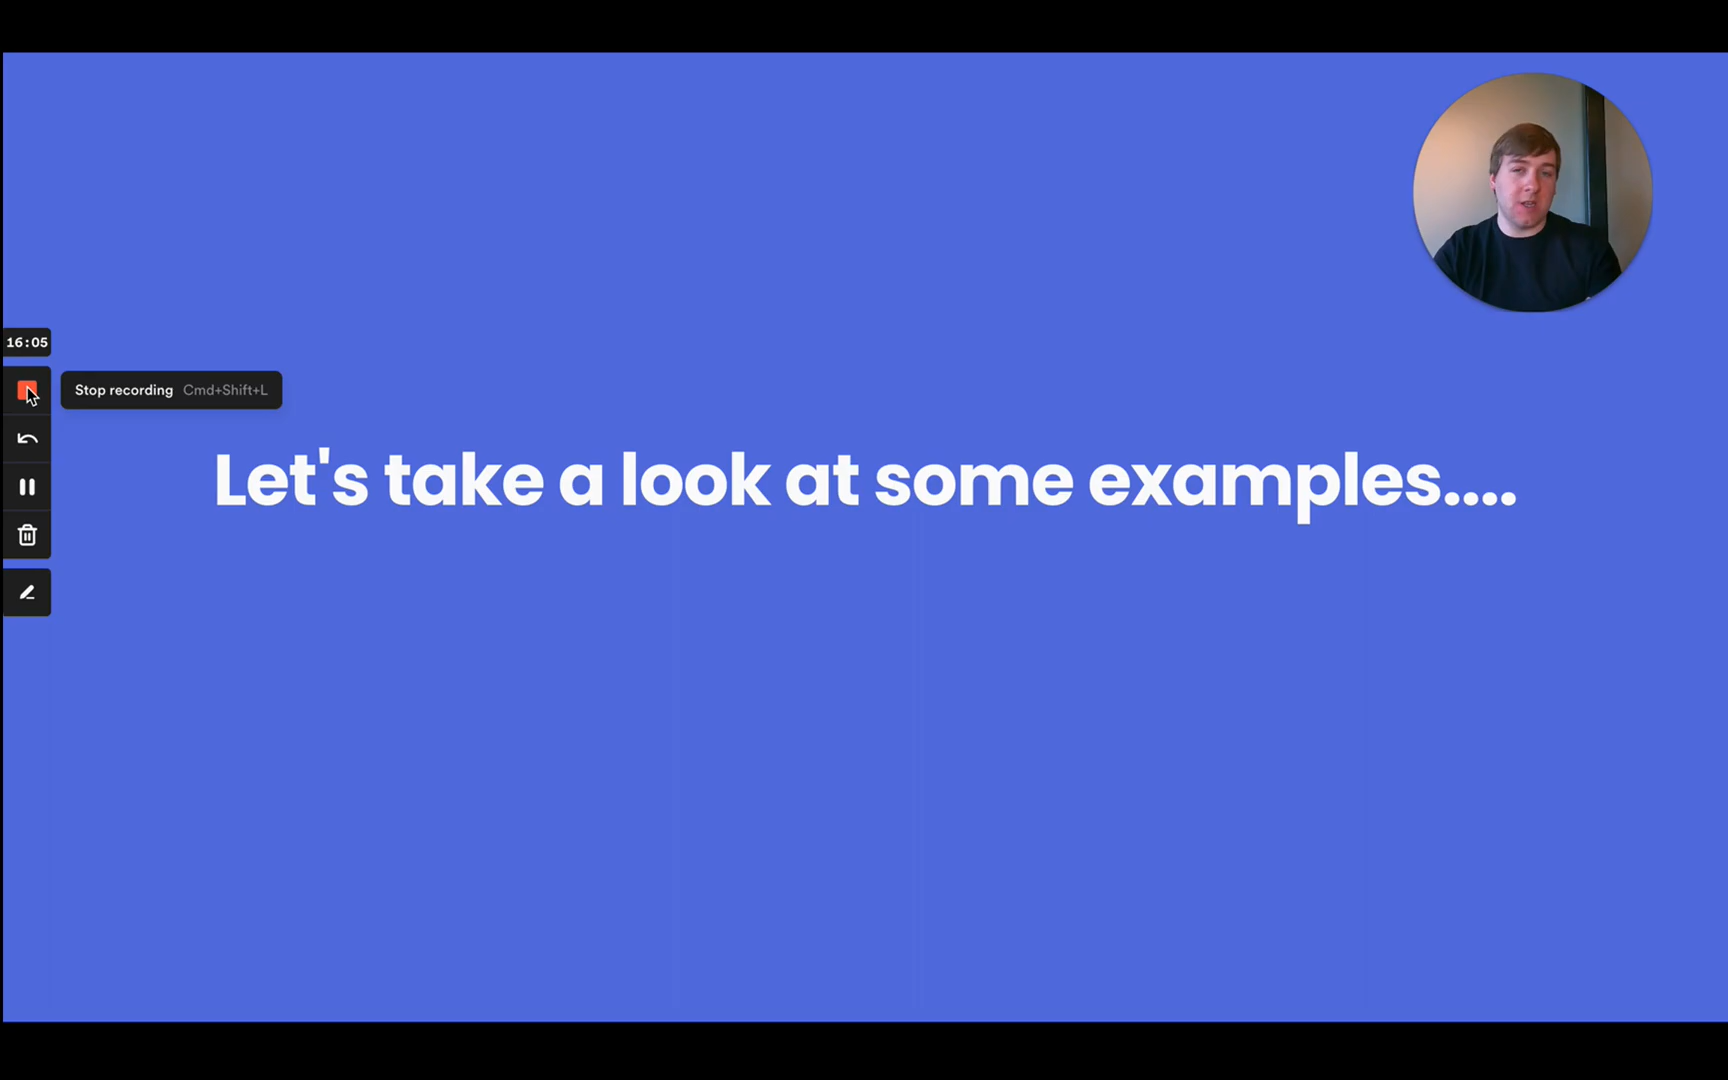 16:05
Stop recording Cmd+Shift+L
Let's take a look at some examples....